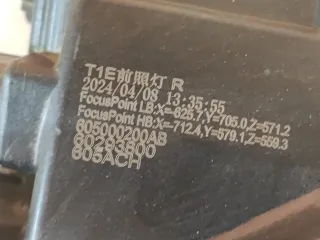 T1E前照灯 R
2024/04/08 13:35:55
FocusPoint LB:X=-625.7,Y=705.0,Z=571.2
FocusPoint HB:X=-712.4,Y=579.1,Z=559.3
605000200AB
90293800
605ACH